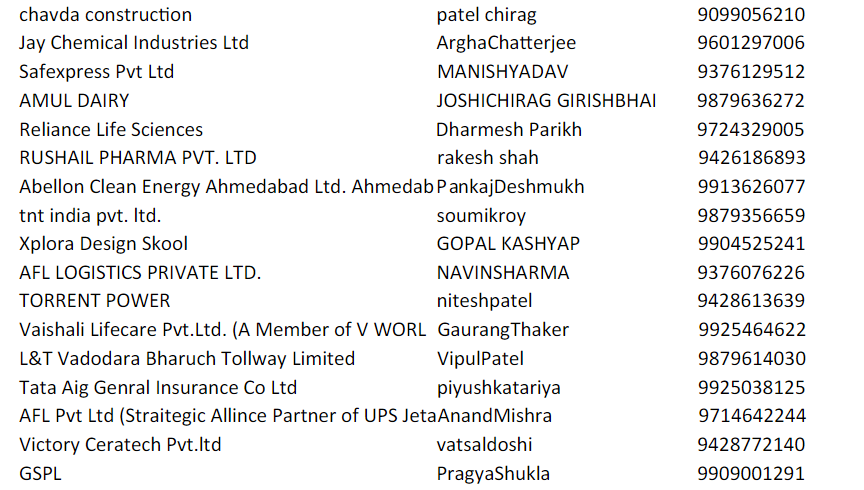 chavda construction patel chirag 9099056210
Jay Chemical Industries Ltd ArghaChatterjee 9601297006
Safexpress Pvt Ltd MANISHYADAV 9376129512
AMUL DAIRY JOSHICHIRAG GIRISHBHAI 9879636272
Reliance Life Sciences Dharmesh Parikh 9724329005
RUSHAIL PHARMA PVT. LTD rakesh shah 9426186893
Abellon Clean Energy Ahmedabad Ltd. Ahmedab PankajDeshmukh 9913626077
tnt india pvt. ltd. soumikroy 9879356659
Xplora Design Skool GOPAL KASHYAP 9904525241
AFL LOGISTICS PRIVATE LTD. NAVINSHARMA 9376076226
TORRENT POWER niteshpatel 9428613639
Vaishali Lifecare Pvt.Ltd. (A Member of V WORL GaurangThaker 9925464622
L&T Vadodara Bharuch Tollway Limited VipulPatel 9879614030
Tata Aig Genral Insurance Co Ltd piyushkatariya 9925038125
AFL Pvt Ltd (Straitegic Allince Partner of UPS Jeta AnandMishra 9714642244
Victory Ceratech Pvt.ltd vatsaldoshi 9428772140
GSPL PragyaShukla 9909001291